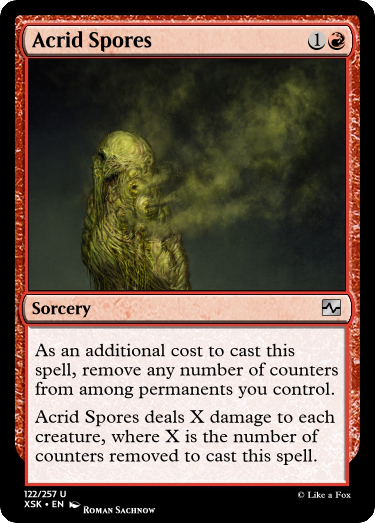 Acrid Spores 1
Sorcery
As an additional cost to cast this
spell, remove any number of counters
from among permanents you control.
Acrid Spores deals X damage to each
creature, where X is the number of
counters removed to cast this spell.
122/257 U
XSK • EN Roman Sachnow
© Like a Fox